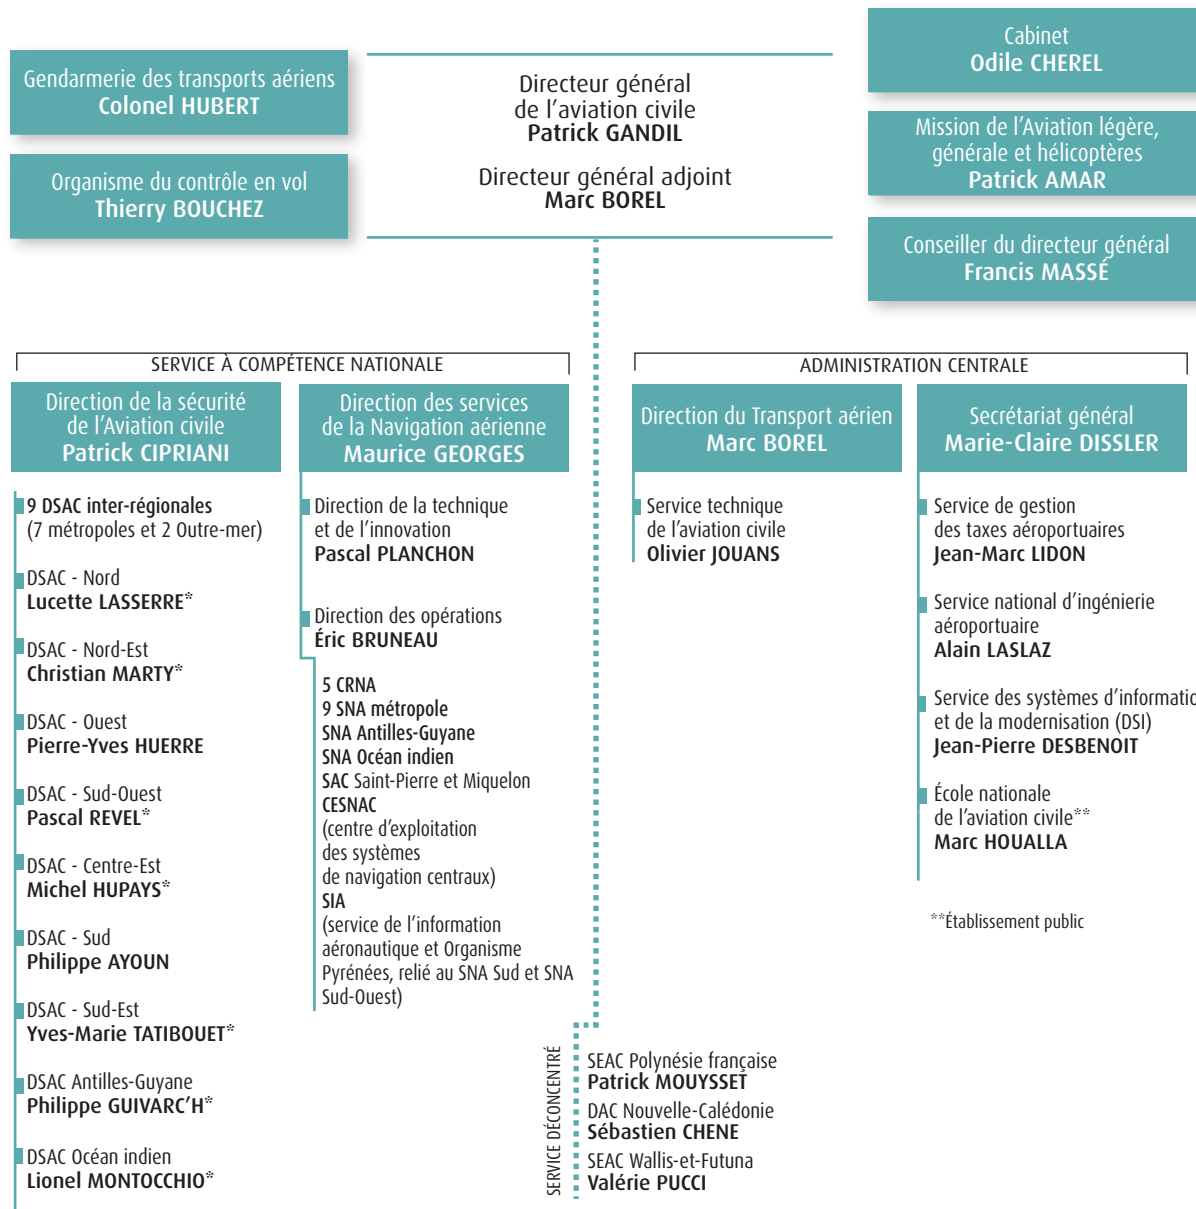 Gendarmerie des transports aériens
Colonel HUBERT
Organisme du contrôle en vol
Thierry BOUCHEZ
Directeur général
de l'aviation civile
Patrick GANDIL
Directeur général adjoint
Marc BOREL
Cabinet
Odile CHEREL
Mission de l'Aviation légère,
générale et hélicoptères
Patrick AMAR
Conseiller du directeur général
Francis MASSÉ
SERVICE À COMPÉTENCE NATIONALE
Direction de la sécurité
de l'Aviation civile
Patrick CIPRIANI
9 DSAC inter-régionales
(7 métropoles et 2 Outre-mer)
DSAC - Nord
Lucette LASSERRE*
DSAC - Nord-Est
Christian MARTY*
DSAC - Ouest
Pierre-Yves HUERRE
DSAC - Sud-Ouest
Pascal REVEL*
DSAC - Centre-Est
Michel HUPAYS*
DSAC - Sud
Philippe AYOUN
DSAC - Sud-Est
Yves-Marie TATIBOUET*
DSAC Antilles-Guyane
Philippe GUIVARC'H*
DSAC Océan indien
Lionel MONTOCCHIO*
Direction des services
de la Navigation aérienne
Maurice GEORGES
Direction de la technique
et de l'innovation
Pascal PLANCHON
Direction des opérations
Éric BRUNEAU
5 CRNA
9 SNA métropole
SNA Antilles-Guyane
SNA Océan indien
SAC Saint-Pierre et Miquelon
CESNAC
(centre d'exploitation
des systèmes
de navigation centraux)
SIA
(service de l'information
aéronautique et Organisme
Pyrénées, relié au SNA Sud et SNA
Sud-Ouest)
ADMINISTRATION CENTRALE
Direction du Transport aérien
Marc BOREL
Service technique
de l'aviation civile
Olivier JOUANS
Secrétariat général
Marie-Claire DISSLER
Service de gestion
des taxes aéroportuaires
Jean-Marc LIDON
Service national d'ingénierie
aéroportuaire
Alain LASLAZ
Service des systèmes d'informatio
et de la modernisation (DSI)
Jean-Pierre DESBENOIT
École nationale
de l'aviation civile**
Marc HOUALLA
**Établissement public
SERVICE DÉCONCENTRÉ
SEAC Polynésie française
Patrick MOUYSSET
DAC Nouvelle-Calédonie
Sébastien CHENE
SEAC Wallis-et-Futuna
Valérie PUCCI